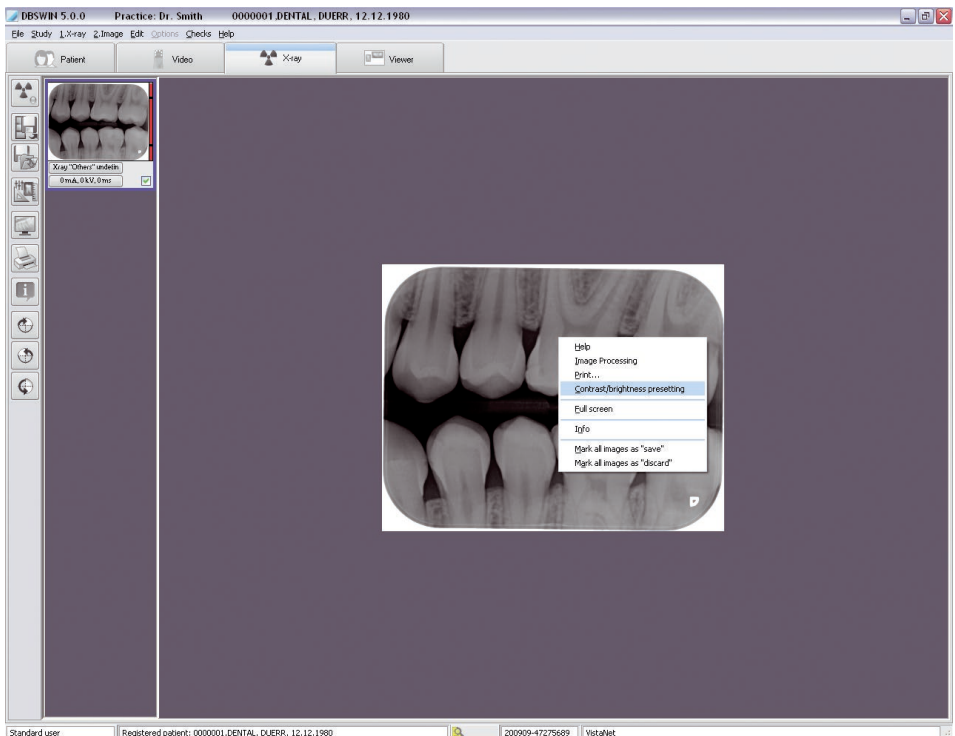 DBSWIN 5.0.0 Practice: Dr. Smith 0000001,DENTAL, DUERR, 12.12.1980
File Study 1.X-ray 2.Image Edit Options Checks Help
Patient Video X-ray Viewer
Xray "Others" undefin
0 mA, 0 kV, 0 ms
Help
Image Processing
Print...
Contrast/brightness presetting
Full screen
Info
Mark all images as "save"
Mark all images as "discard"
Standard user Registered patient: 0000001,DENTAL, DUERR, 12.12.1980 200909-47275689 VistaNet